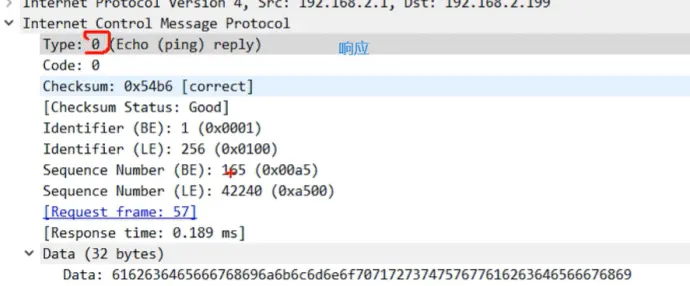 Internet Protocol Version 4, Src: 192.168.2.1, Dst: 192.168.2.199
Internet Control Message Protocol
Type: 0 (Echo (ping) reply) 响应
Code: 0
Checksum: 0x54b6 [correct]
[Checksum Status: Good]
Identifier (BE): 1 (0x0001)
Identifier (LE): 256 (0x0100)
Sequence Number (BE): 165 (0x00a5)
Sequence Number (LE): 42240 (0xa500)
[Request frame: 57]
[Response time: 0.189 ms]
Data (32 bytes)
Data: 6162636465666768696a6b6c6d6e6f7071727374757677616263646566676869